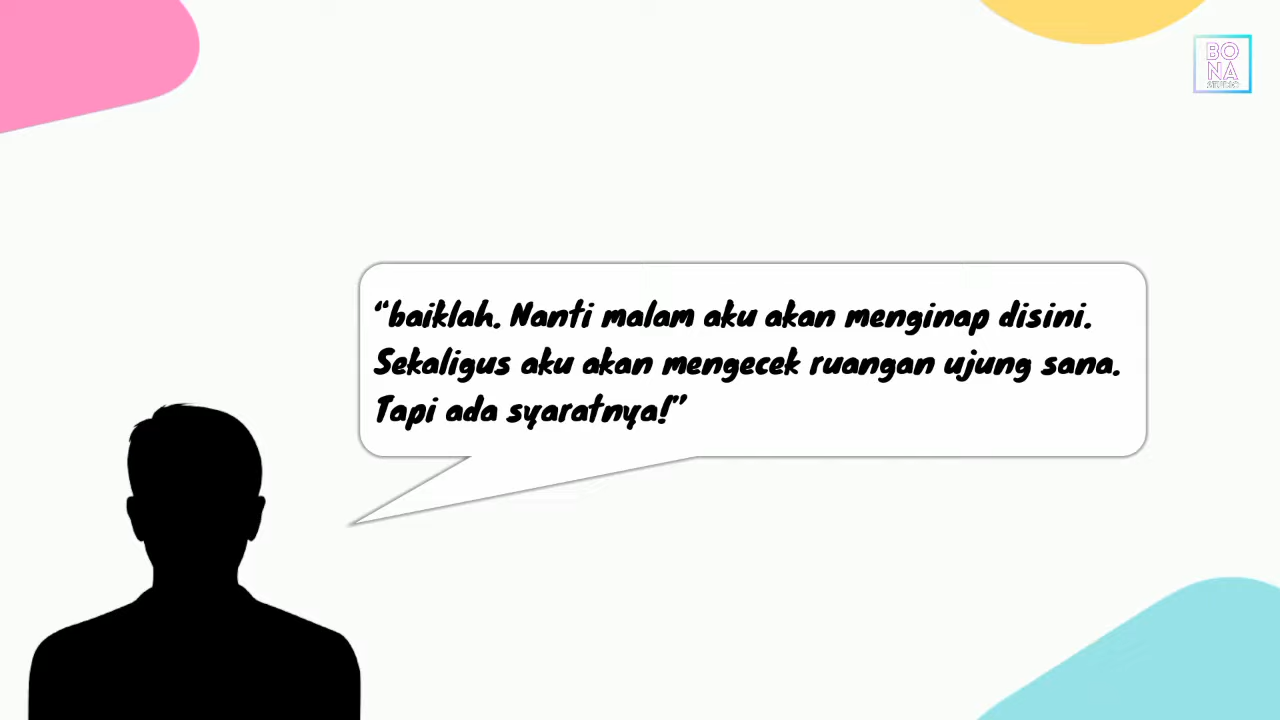 BO
NA
“baiklah. Nanti malam aku akan menginap disini.
Sekaligus aku akan mengecek ruangan ujung sana.
Tapi ada syaratnya!”